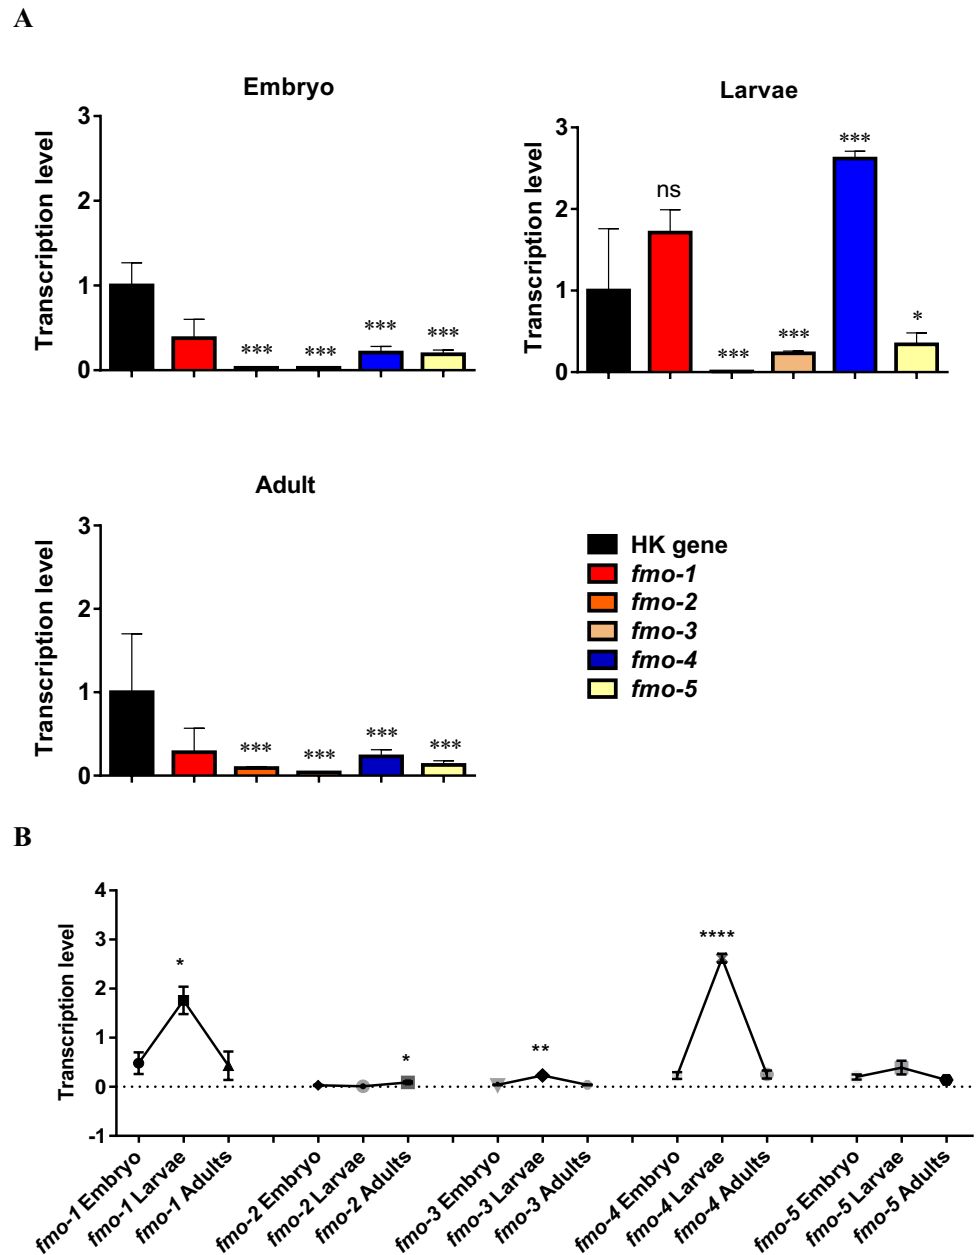 A
Embryo
Transcription level
3
2
1
0
***
***
***
***
Larvae
Transcription level
3
2
1
0
ns
***
***
***
*
Adult
Transcription level
3
2
1
0
***
***
***
***
HK gene
fmo-1
fmo-2
fmo-3
fmo-4
fmo-5
B
Transcription level
4
3
2
1
0
-1
*
*
**
****
fmo-1 Embryo
fmo-1 Larvae
fmo-1 Adults
fmo-2 Embryo
fmo-2 Larvae
fmo-2 Adults
fmo-3 Embryo
fmo-3 Larvae
fmo-3 Adults
fmo-4 Embryo
fmo-4 Larvae
fmo-4 Adults
fmo-5 Embryo
fmo-5 Larvae
fmo-5 Adults